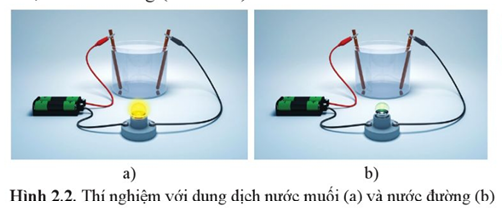 a)
b)
Hình 2.2. Thí nghiệm với dung dịch nước muối (a) và nước đường (b)